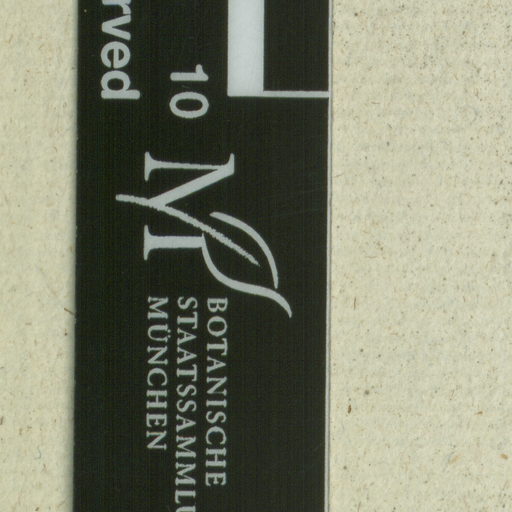 rved
10
BOTANISCHE
STAATSSAMMLU
MÜNCHEN